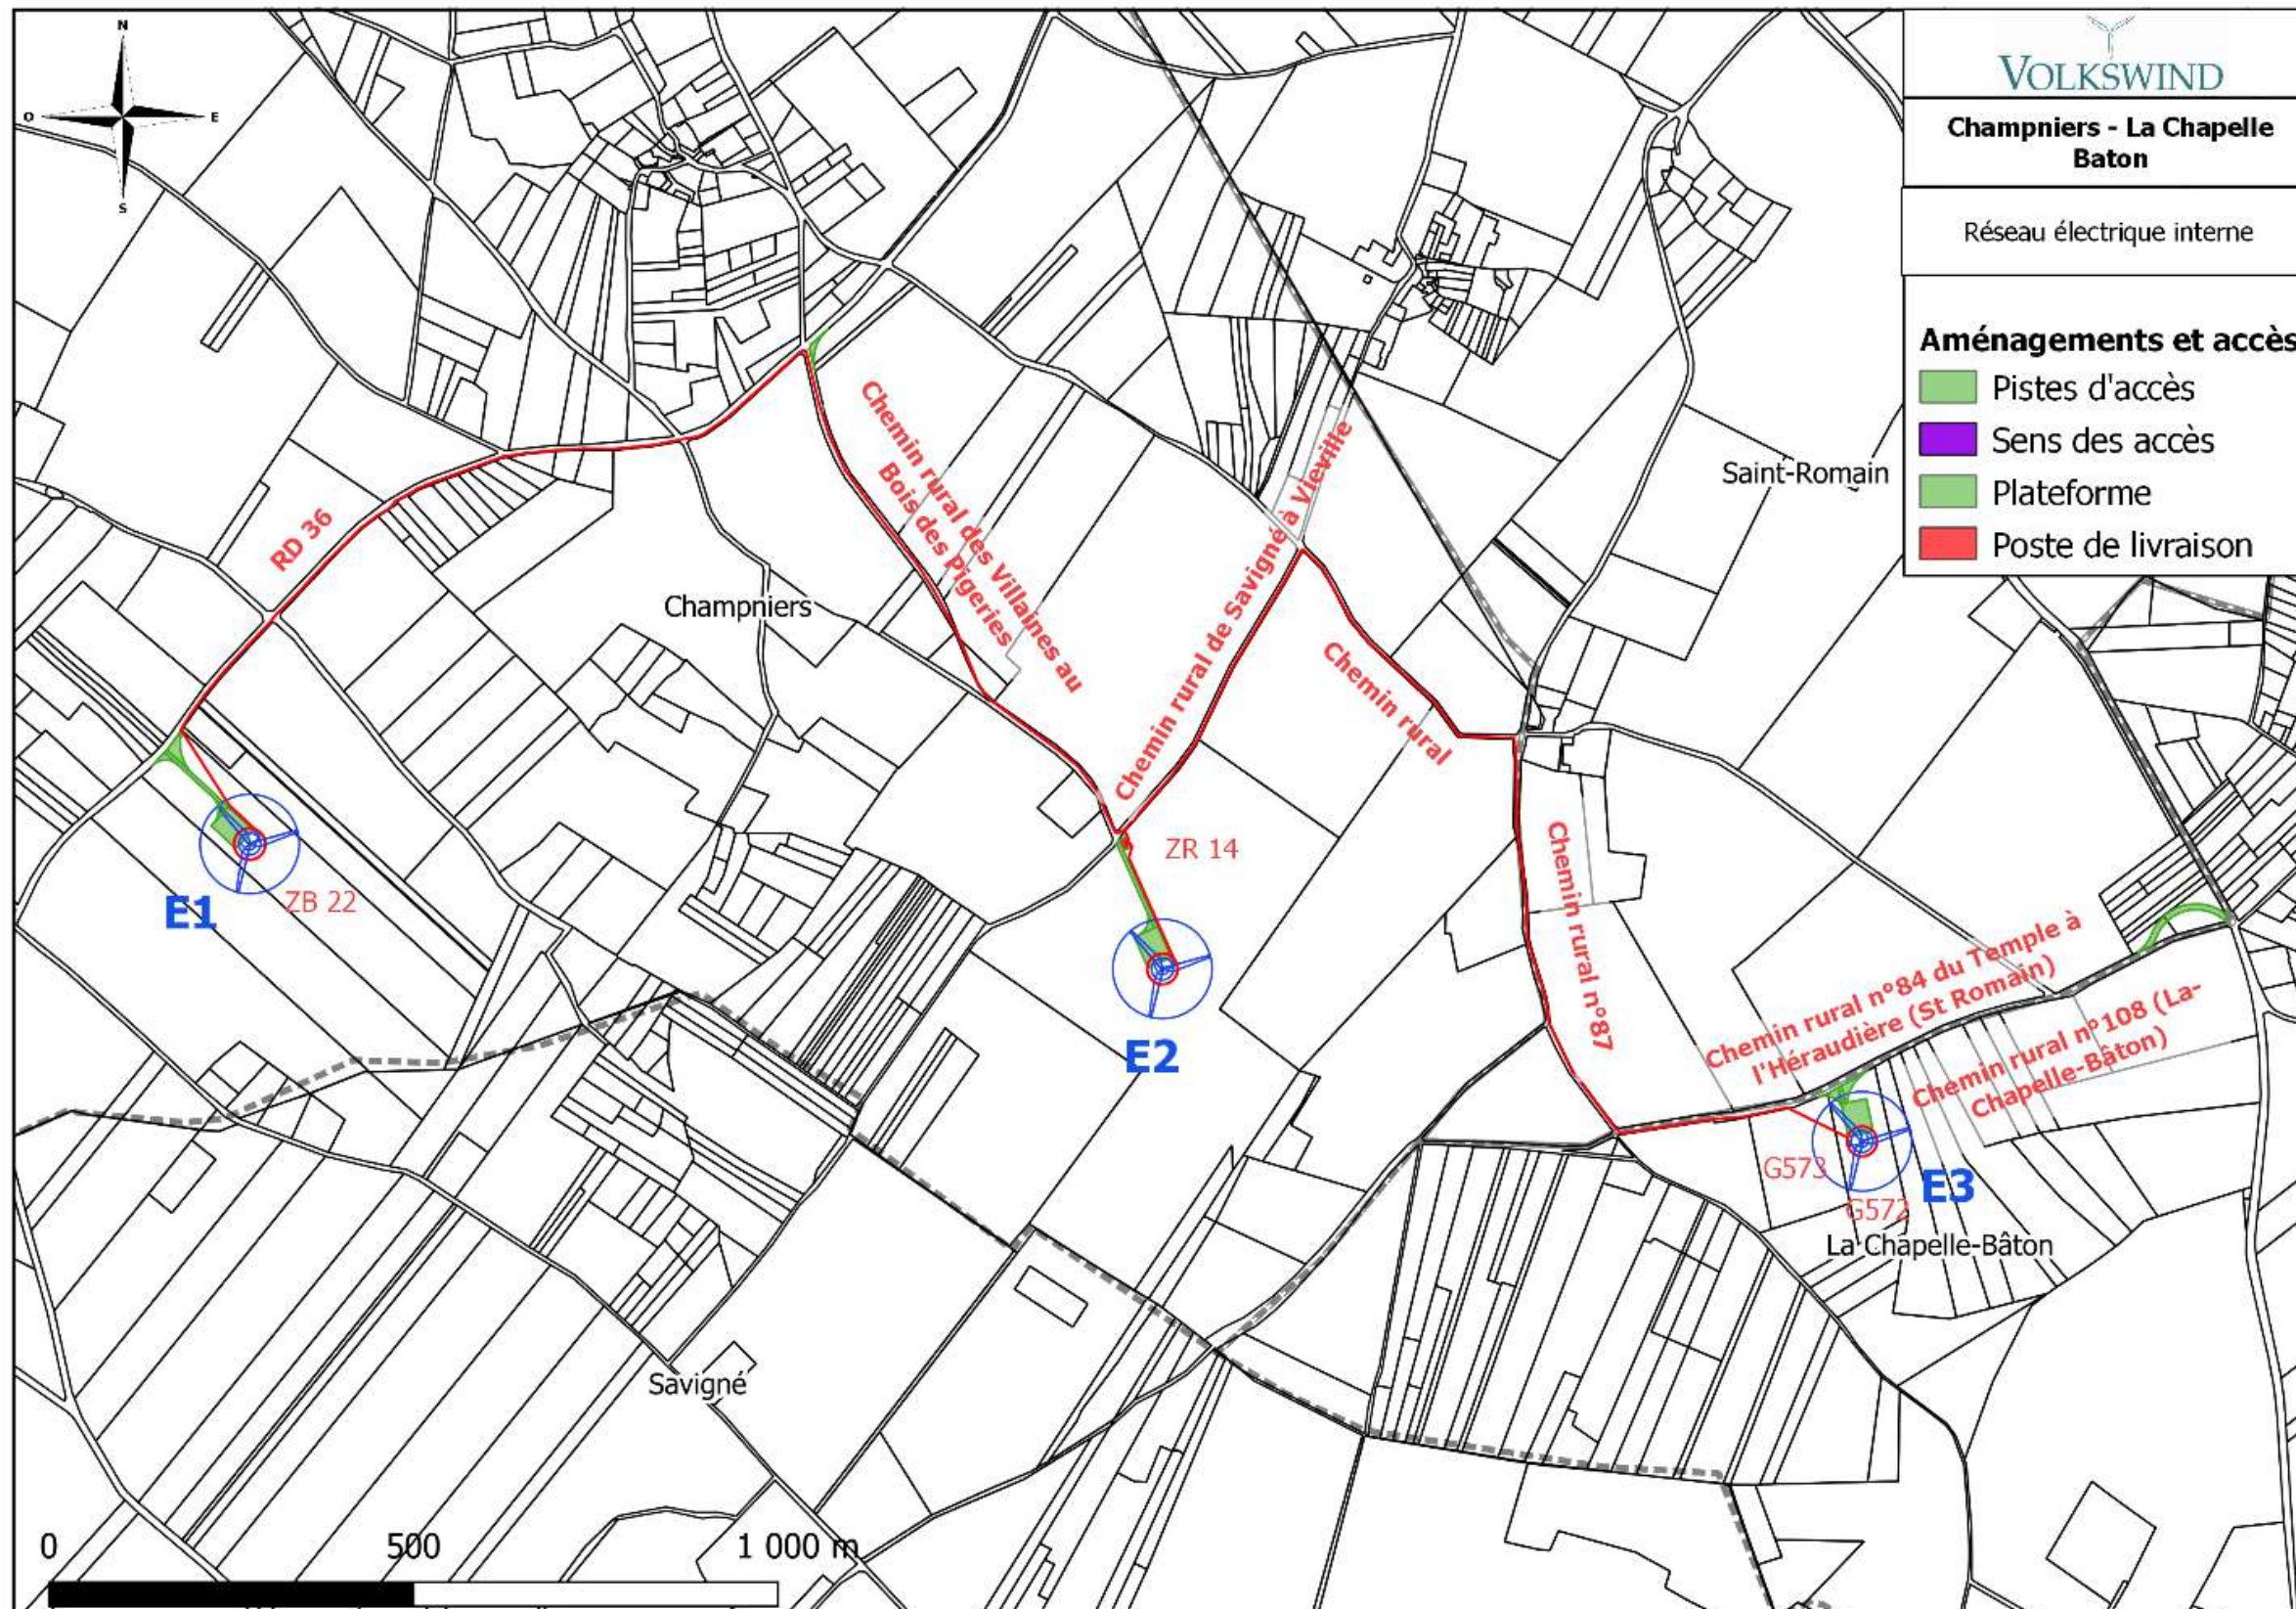 N
O
E
S
VOLKSWIND
Champniers - La Chapelle
Baton
Réseau électrique interne
Aménagements et accès
Pistes d'accès
Sens des accès
Plateforme
Poste de livraison
Saint-Romain
RD 36
Chemin rural des Villaines au
Bois des Pigeries
Chemin rural de Savigné à Vieville
Champniers
Chemin rural
ZR 14
ZB 22
E1
E2
Chemin rural n°87
Chemin rural n°84 du Temple à
l'Héraudière (St Romain)
Chemin rural n°108 (La-
Chapelle-Bâton)
G573
G572
E3
La Chapelle-Bâton
Savigné
0
500
1 000 m